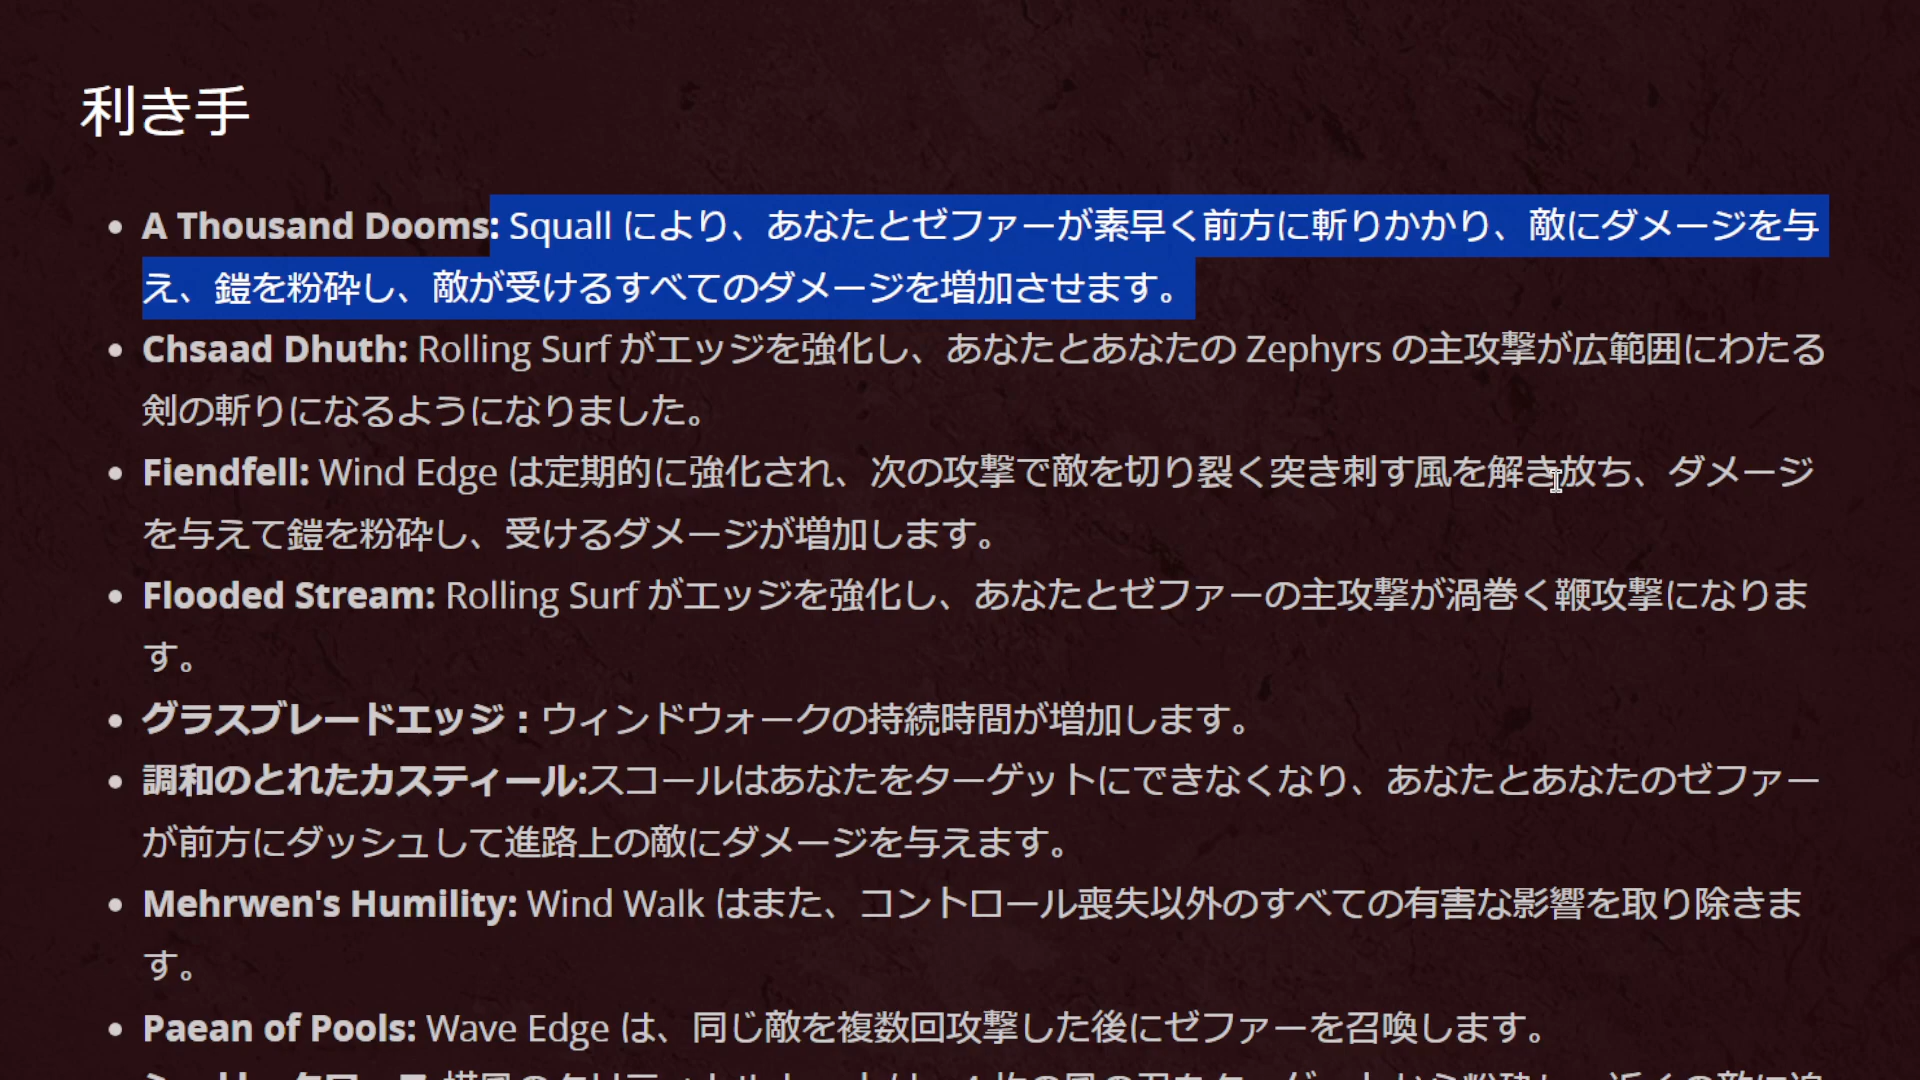 利き手
A Thousand Dooms: Squall により、あなたとゼファーが素早く前方に斬りかかり、敵にダメージを与
え、鎧を粉砕し、敵が受けるすべてのダメージを増加させます。
Chsaad Dhuth: Rolling Surf がエッジを強化し、あなたとあなたの Zephyrs の主攻撃が広範囲にわたる
剣の斬りになるようになりました。
Fiendfell: Wind Edge は定期的に強化され、次の攻撃で敵を切り裂く突き刺す風を解き放ち、ダメージ
を与えて鎧を粉砕し、受けるダメージが増加します。
Flooded Stream: Rolling Surf がエッジを強化し、あなたとゼファーの主攻撃が渦巻く鞭攻撃になりま
す。
グラスブレードエッジ：ウィンドウォークの持続時間が増加します。
調和のとれたカスティール:スコールはあなたをターゲットにできなくなり、あなたとあなたのゼファー
が前方にダッシュして進路上の敵にダメージを与えます。
Mehrwen's Humility: Wind Walk はまた、コントロール喪失以外のすべての有害な影響を取り除きま
す。
Paean of Pools: Wave Edge は、同じ敵を複数回攻撃した後にゼファーを召喚します。